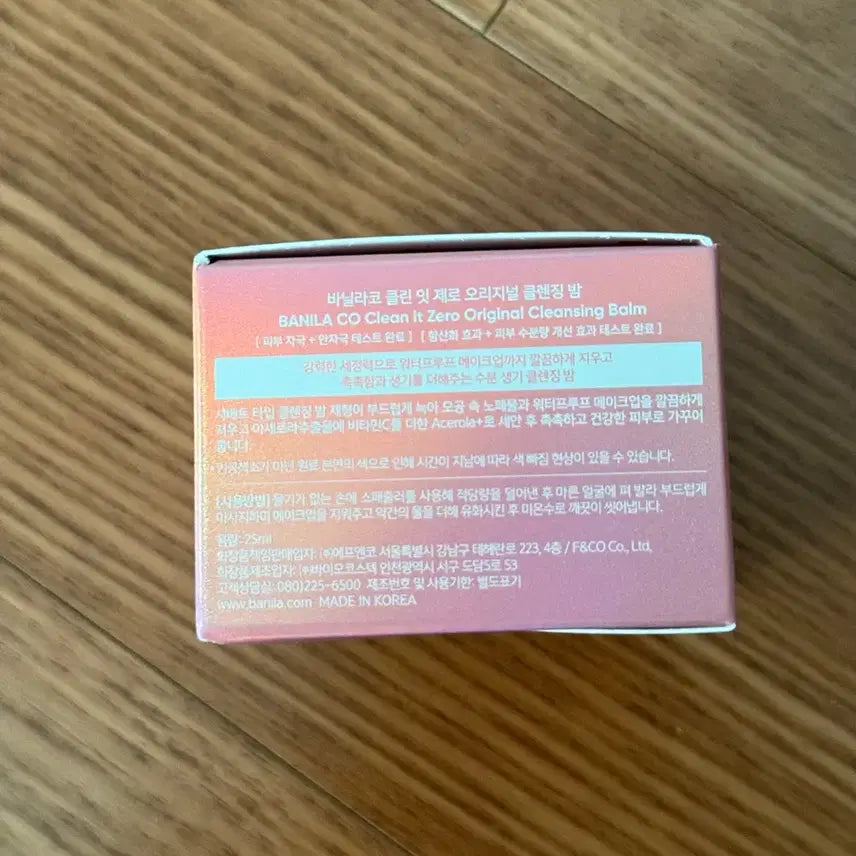 바닐라코 클린 잇 제로 오리지널 클렌징 밤
BANILA CO Clean it Zero Original Cleansing Balm
[ 피부 자극 + 안자극 테스트 완료 ] [ 항산화 효과 + 피부 수분량 개선 효과 테스트 완료 ]
강력한 세정력으로 워터프루프 메이크업까지 깔끔하게 지우고
촉촉함과 생기를 더해주는 수분 생기 클렌징 밤
샤베트 타입 클렌징 밤 제형이 부드럽게 녹아 모공 속 노폐물과 워터프루프 메이크업을 깔끔하게
지우고 아세로라추출물에 비타민C를 더한 Acerola+로 세안 후 촉촉하고 건강한 피부로 가꾸어
줍니다.
* 인공색소가 아닌 원료 본연의 색으로 인해 시간이 지남에 따라 색 빠짐 현상이 있을 수 있습니다.
[사용방법] 물기가 없는 손에 스패출러를 사용해 적당량을 덜어낸 후 마른 얼굴에 펴 발라 부드럽게
마사지하며 메이크업을 지워주고 약간의 물을 더해 유화시킨 후 미온수로 깨끗이 씻어냅니다.
용량: 25ml
화장품책임판매업자: ㈜에프앤코 서울특별시 강남구 테헤란로 223, 4층 / F&CO Co., Ltd,
화장품제조업자: ㈜바이오코스텍 인천광역시 서구 도담5로 53
고객상담실: 080)225-6500 제조번호 및 사용기한: 별도표기
www.banila.com MADE IN KOREA